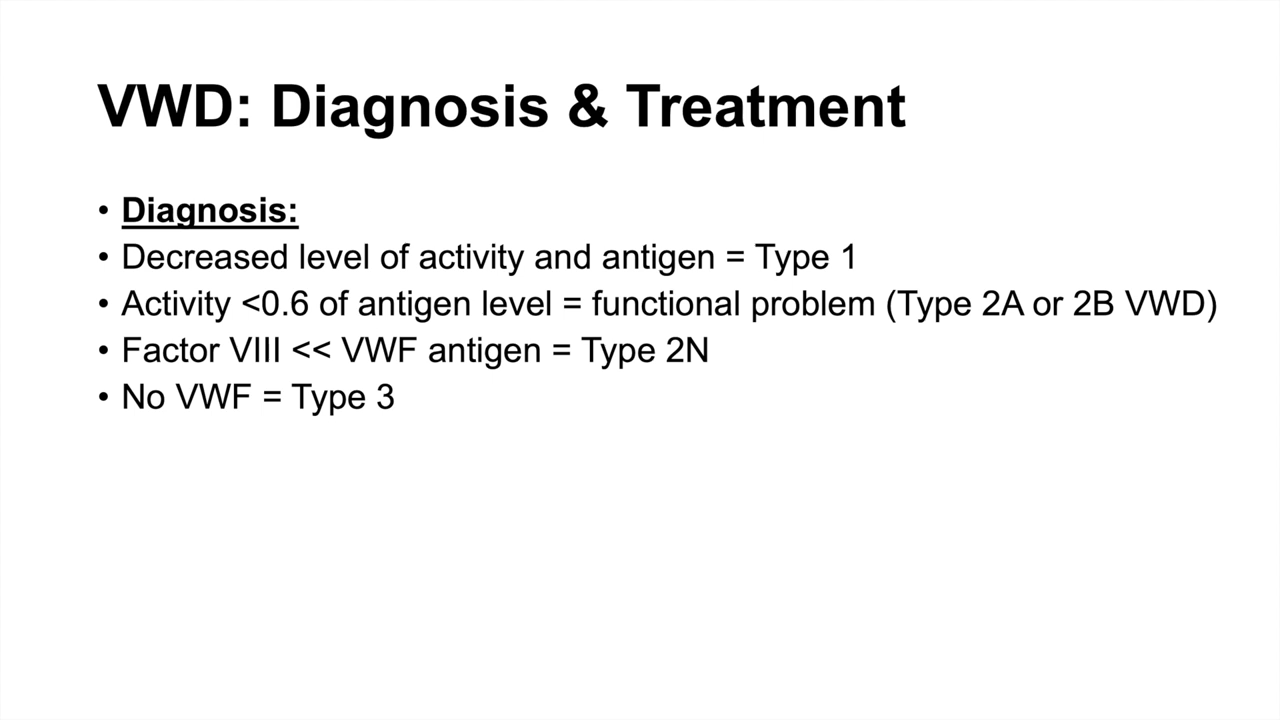 VWD: Diagnosis & Treatment
• Diagnosis:
• Decreased level of activity and antigen = Type 1
• Activity <0.6 of antigen level = functional problem (Type 2A or 2B VWD)
• Factor VIII << VWF antigen = Type 2N
• No VWF = Type 3